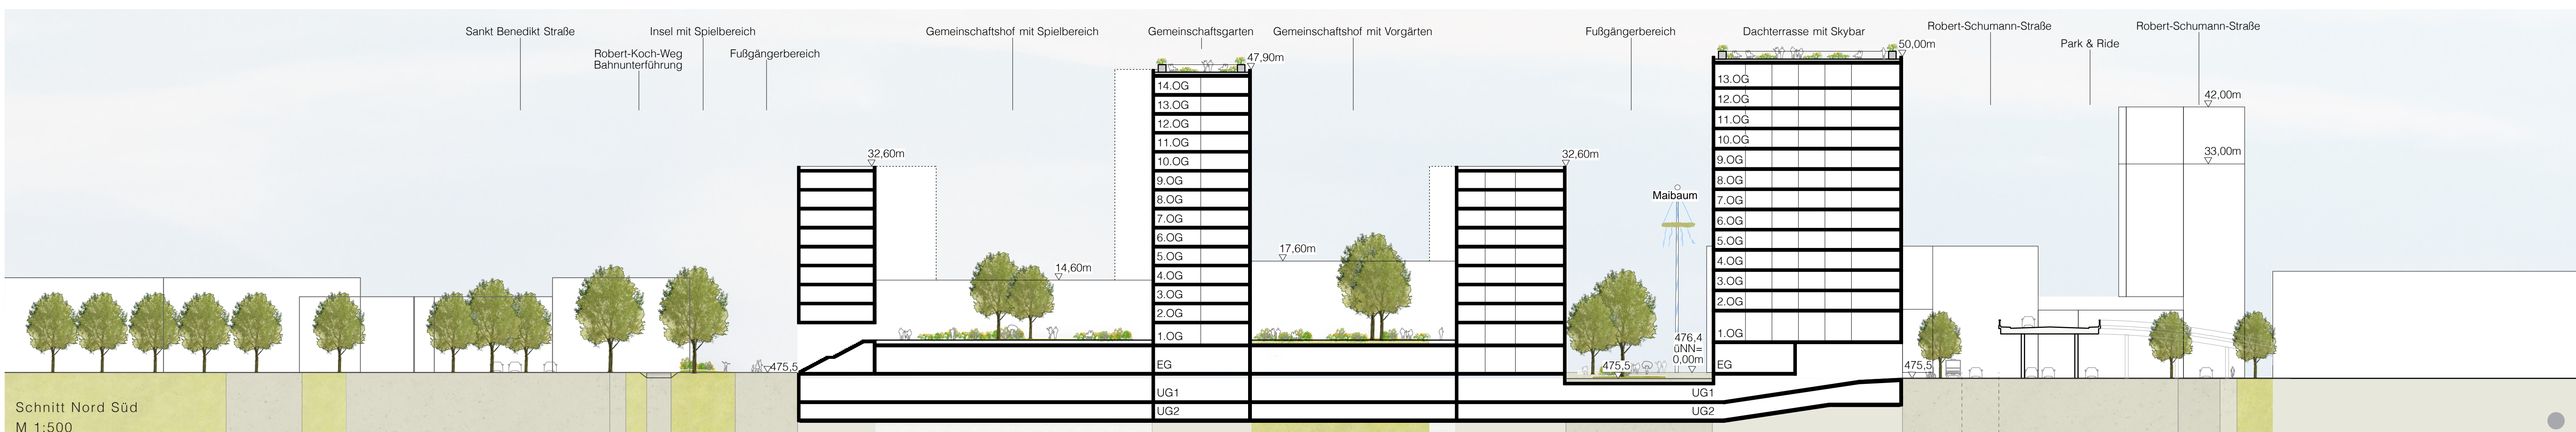 Sankt Benedikt Straße
Robert-Koch-Weg
Bahnunterführung
Insel mit Spielbereich
Fußgängerbereich
Gemeinschaftshof mit Spielbereich
Gemeinschaftsgarten
Gemeinschaftshof mit Vorgärten
Fußgängerbereich
Dachterrasse mit Skybar
Robert-Schumann-Straße
Park & Ride
Robert-Schumann-Straße
32,60m
14,60m
47,90m
14.OG
13.OG
12.OG
11.OG
10.OG
9.OG
8.OG
7.OG
6.OG
5.OG
4.OG
3.OG
2.OG
1.OG
EG
UG1
UG2
17,60m
32,60m
Maibaum
476,4
üNN=
0,00m
475,5
475,5
50,00m
13.OG
12.OG
11.OG
10.OG
9.OG
8.OG
7.OG
6.OG
5.OG
4.OG
3.OG
2.OG
1.OG
EG
UG1
UG2
475,5
42,00m
33,00m
Schnitt Nord Süd
M 1:500